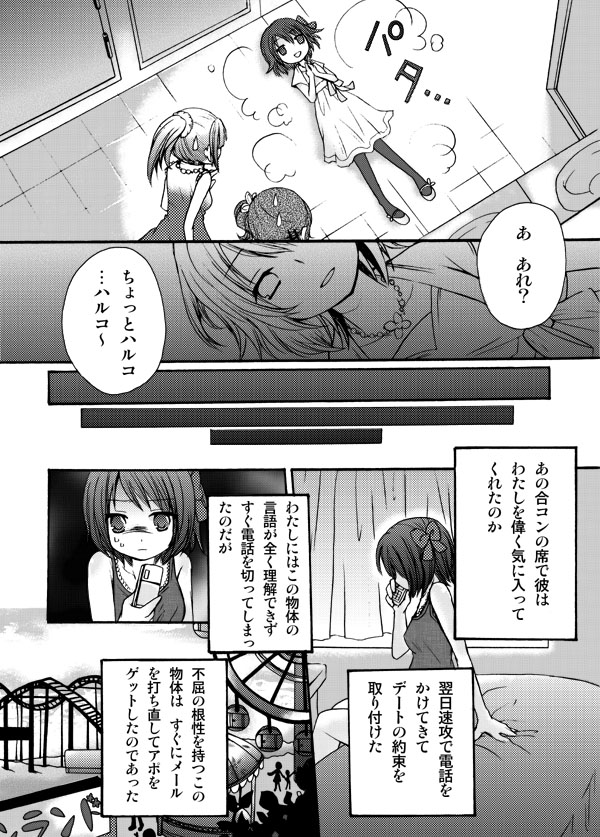 パタ…
あ　あれ？
ちょっとハルコ
…ハルコ〜
あの合コンの席で彼は
わたしを偉く気に入って
くれたのか
翌日速攻で電話を
かけてきて
デートの約束を
取り付けた
わたしにはこの物体の
言語が全く理解できず
すぐ電話を切ってしまっ
たのだが
不屈の根性を持つこの
物体は　すぐにメール
を打ち直してアポを
ゲットしたのであった
ンランド